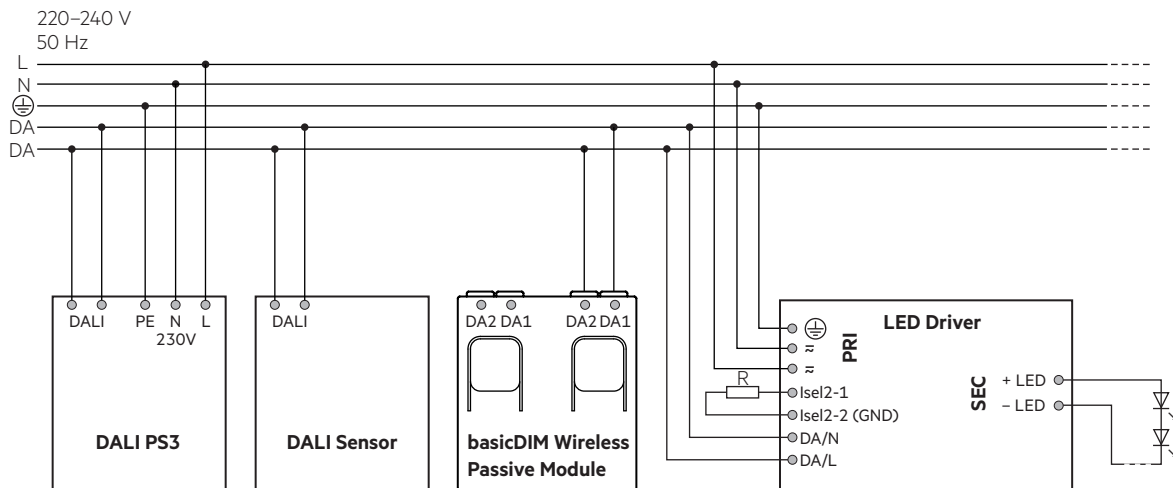 220–240 V
50 Hz
L
N
DA
DA
DALI
PE
N
L
230V
DALI PS3
DALI
DALI Sensor
DA2 DA1
DA2 DA1
basicDIM Wireless
Passive Module
LED Driver
PRI
R
Isel2-1
Isel2-2 (GND)
DA/N
DA/L
SEC
+ LED
– LED